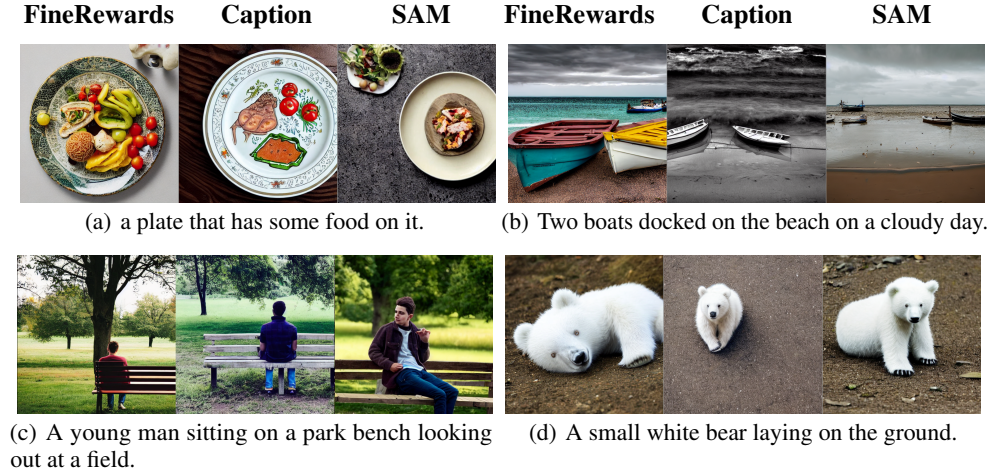 FineRewards Caption SAM FineRewards Caption SAM
(a) a plate that has some food on it.
(b) Two boats docked on the beach on a cloudy day.
(c) A young man sitting on a park bench looking
out at a field.
(d) A small white bear laying on the ground.